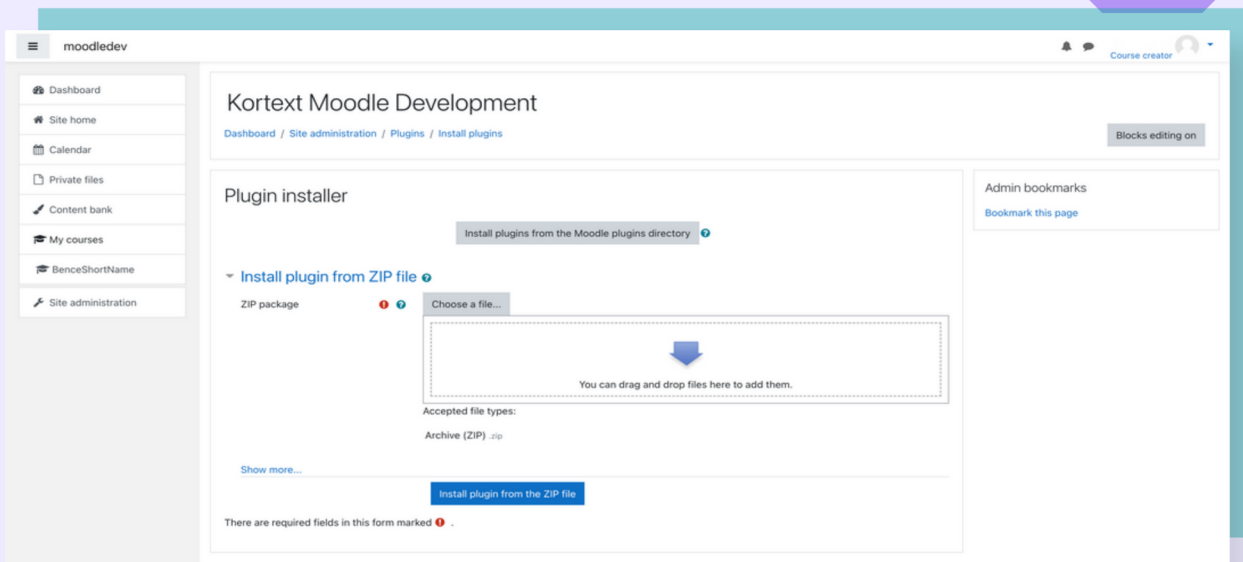 moodledev
Course creator
Dashboard
Site home
Calendar
Private files
Content bank
My courses
BenceShortName
Site administration
Kortext Moodle Development
Dashboard / Site administration / Plugins / Install plugins
Blocks editing on
Plugin installer
Install plugins from the Moodle plugins directory
Install plugin from ZIP file
ZIP package
Choose a file...
You can drag and drop files here to add them.
Accepted file types:
Archive (ZIP) .zip
Show more...
Install plugin from the ZIP file
There are required fields in this form marked .
Admin bookmarks
Bookmark this page